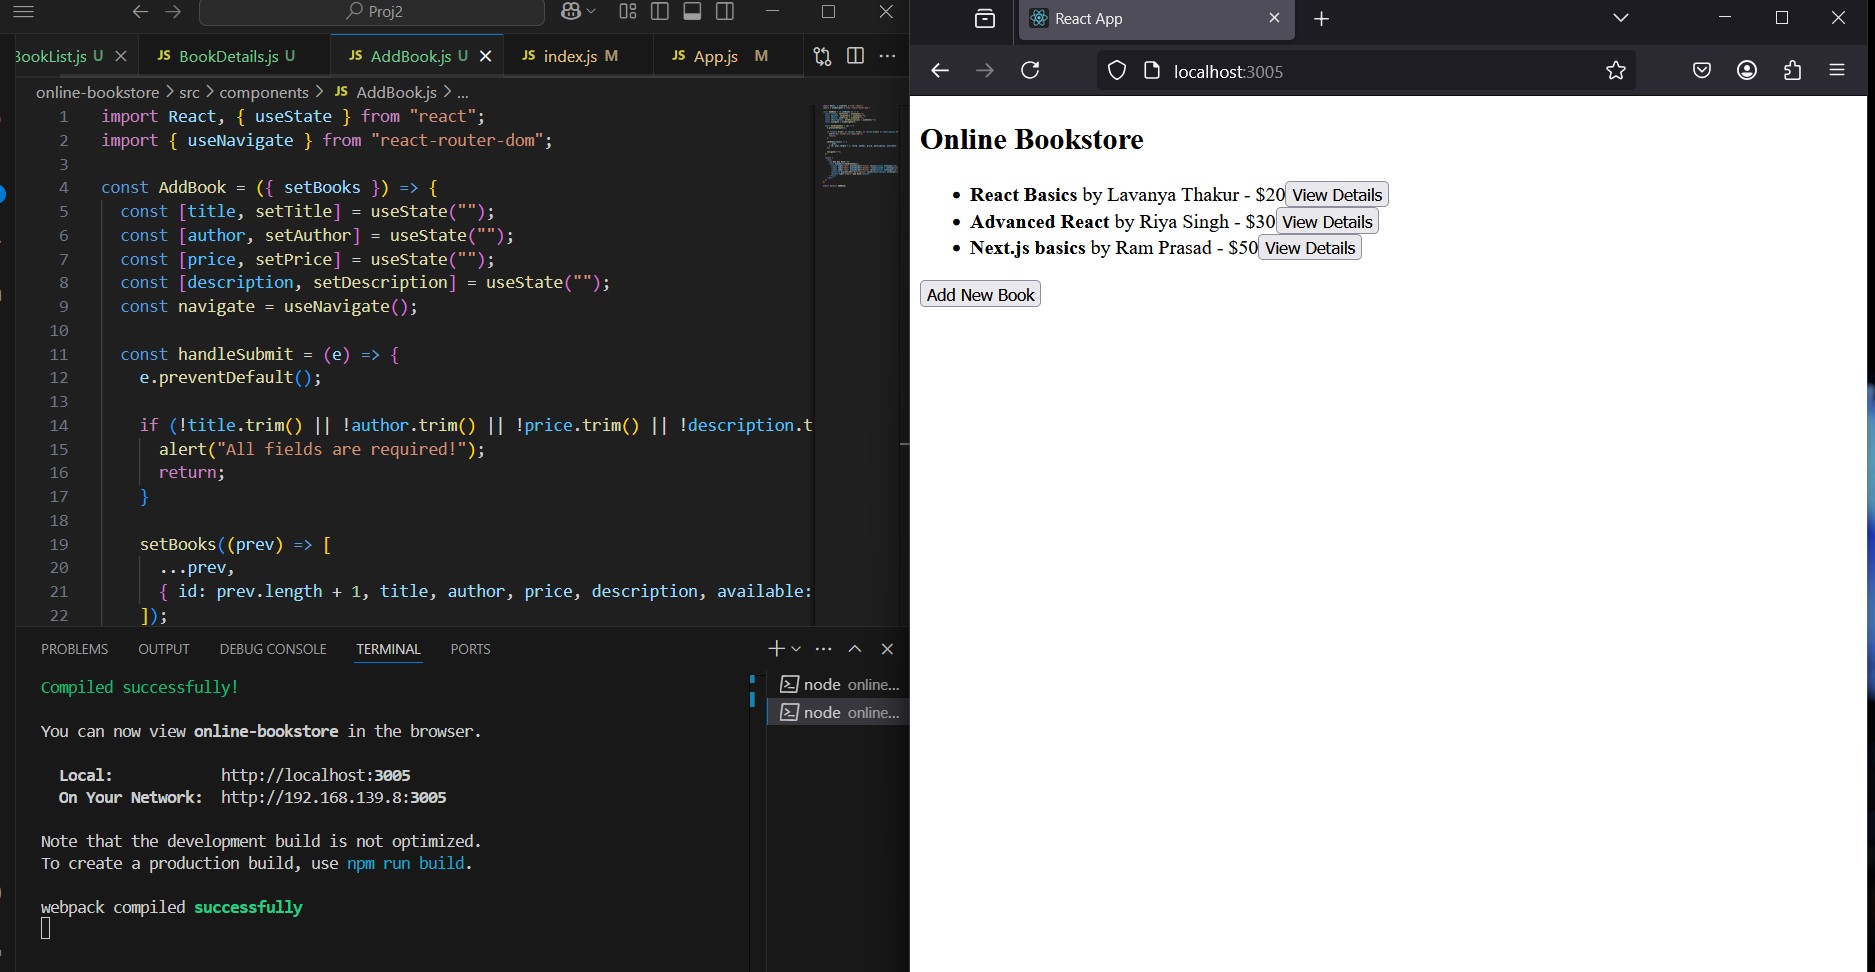 Proj2
BookList.js U
JS BookDetails.js U
JS AddBook.js U
JS index.js M
JS App.js M
online-bookstore > src > components > JS AddBook.js > ...
1 import React, { useState } from "react";
2 import { useNavigate } from "react-router-dom";
3
4 const AddBook = ({ setBooks }) => {
5 const [title, setTitle] = useState("");
6 const [author, setAuthor] = useState("");
7 const [price, setPrice] = useState("");
8 const [description, setDescription] = useState("");
9 const navigate = useNavigate();
10
11 const handleSubmit = (e) => {
12 e.preventDefault();
13
14 if (!title.trim() || !author.trim() || !price.trim() || !description.t
15 alert("All fields are required!");
16 return;
17 }
18
19 setBooks((prev) => [
20 ...prev,
21 { id: prev.length + 1, title, author, price, description, available:
22 ]);
PROBLEMS OUTPUT DEBUG CONSOLE TERMINAL PORTS
Compiled successfully!
You can now view online-bookstore in the browser.
Local: http://localhost:3005
On Your Network: http://192.168.139.8:3005
Note that the development build is not optimized.
To create a production build, use npm run build.
webpack compiled successfully
node online...
node online...
React App
localhost:3005
Online Bookstore
• React Basics by Lavanya Thakur - $20 View Details
• Advanced React by Riya Singh - $30 View Details
• Next.js basics by Ram Prasad - $50 View Details
Add New Book